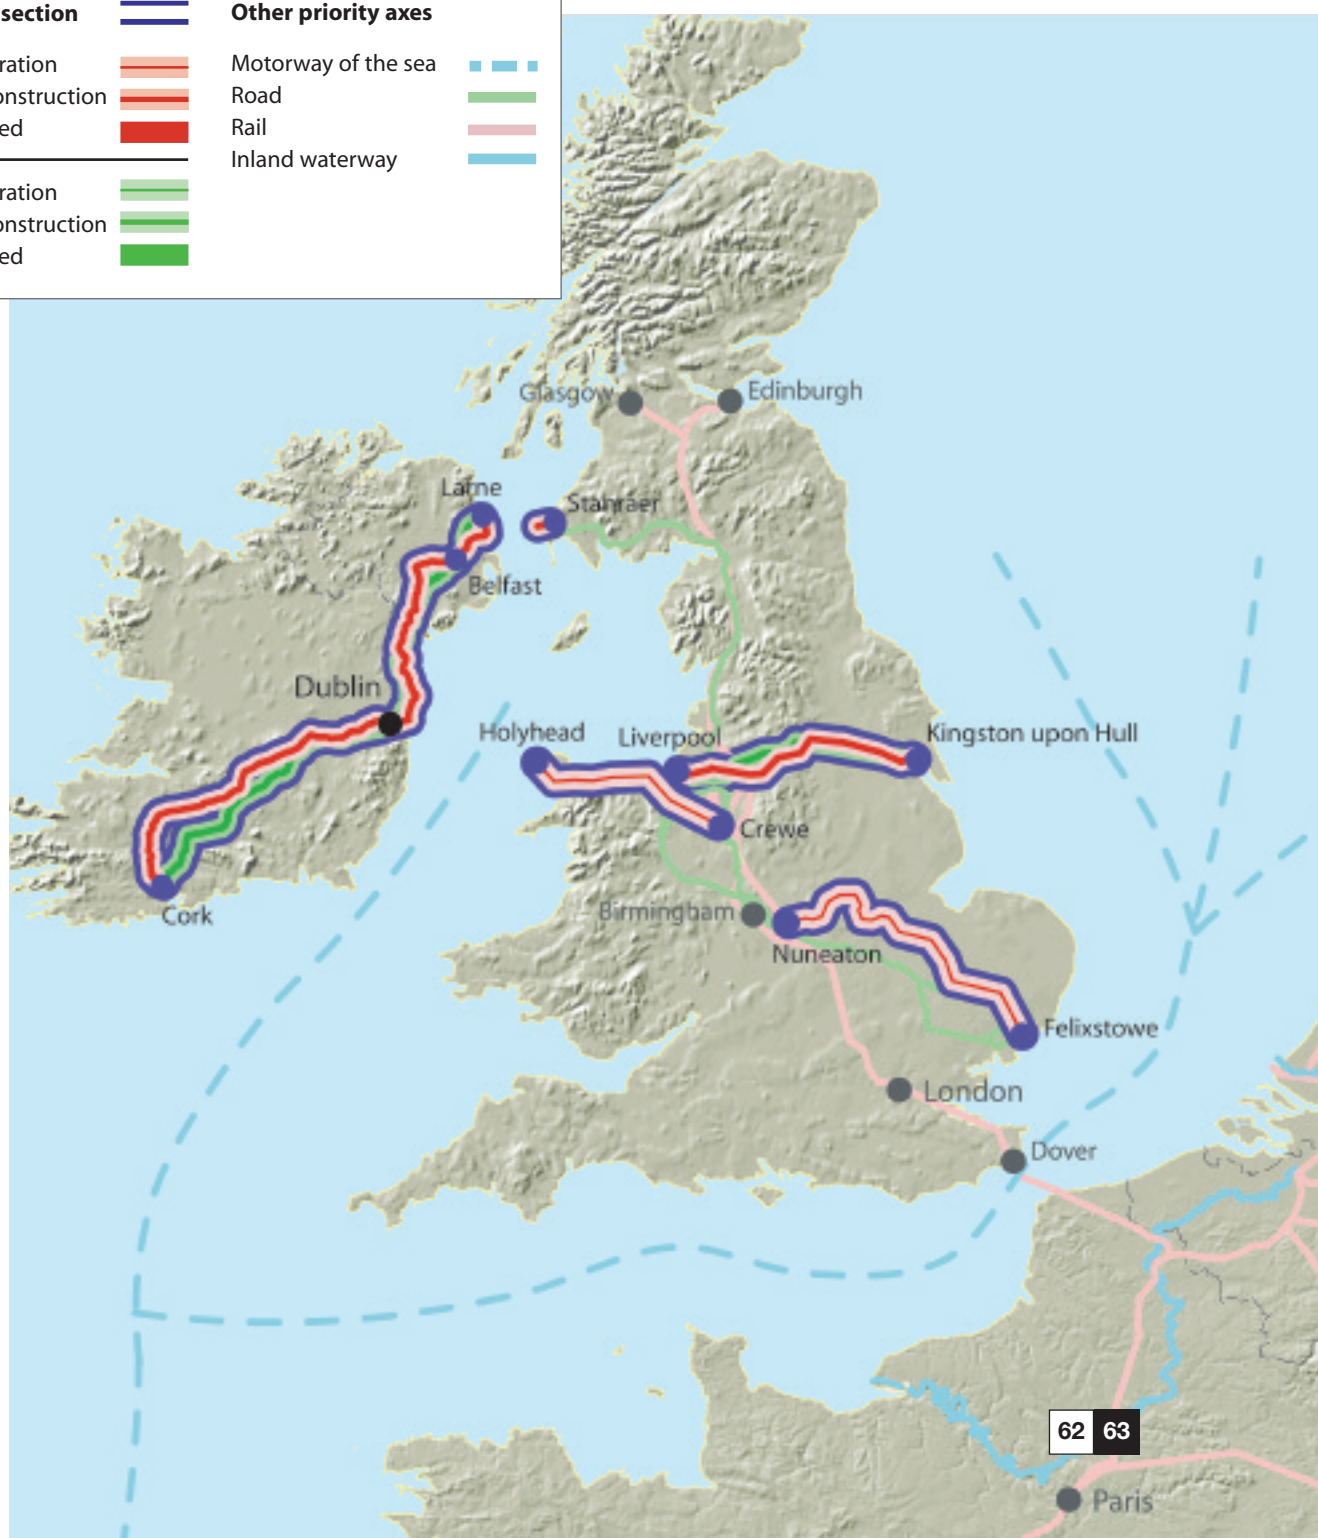 section
ration
onstruction
ed
ration
onstruction
ed
Other priority axes
Motorway of the sea
Road
Rail
Inland waterway
Glasgow
Edinburgh
Larne
Stanraer
Belfast
Dublin
Holyhead
Liverpool
Kingston upon Hull
Crewe
Cork
Birmingham
Nuneaton
Felixstowe
London
Dover
62 63
Paris